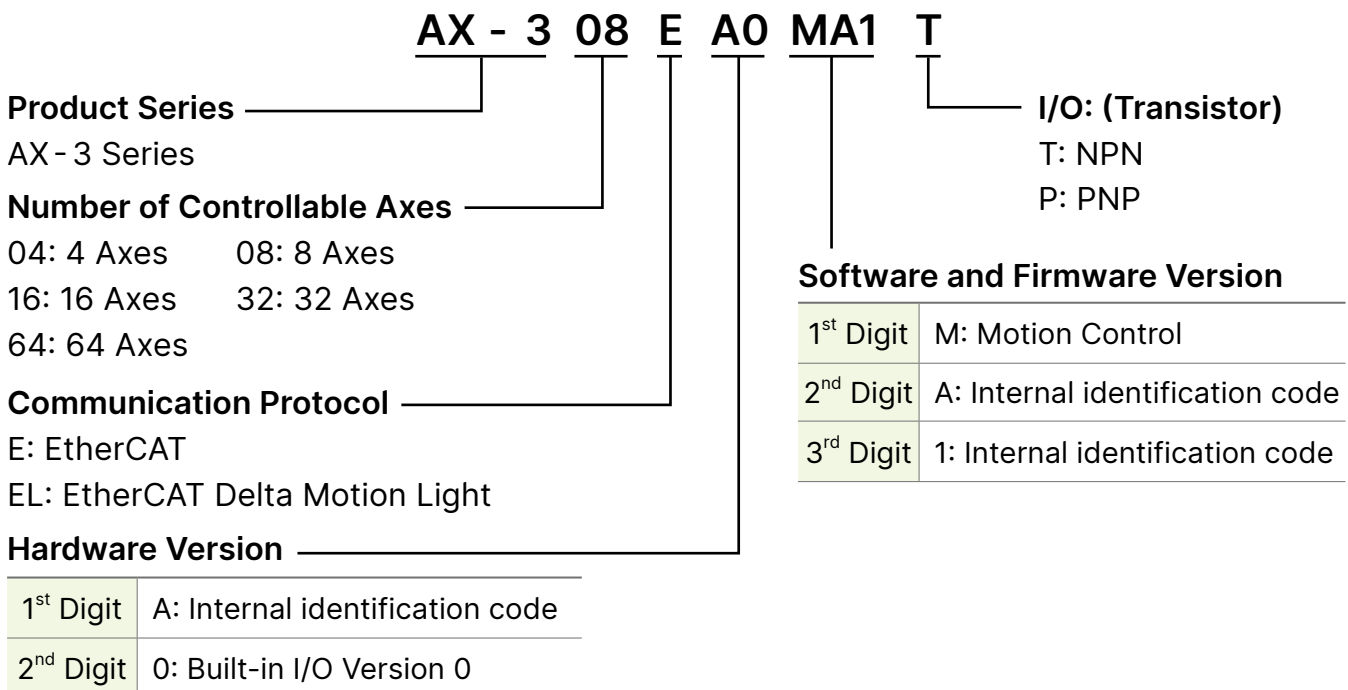 AX - 3 08 E A0 MA1 T
Product Series
AX-3 Series
Number of Controllable Axes
04: 4 Axes 08: 8 Axes
16: 16 Axes 32: 32 Axes
64: 64 Axes
Communication Protocol
E: EtherCAT
EL: EtherCAT Delta Motion Light
Hardware Version
1st Digit A: Internal identification code
2nd Digit 0: Built-in I/O Version 0
I/O: (Transistor)
T: NPN
P: PNP
Software and Firmware Version
1st Digit M: Motion Control
2nd Digit A: Internal identification code
3rd Digit 1: Internal identification code